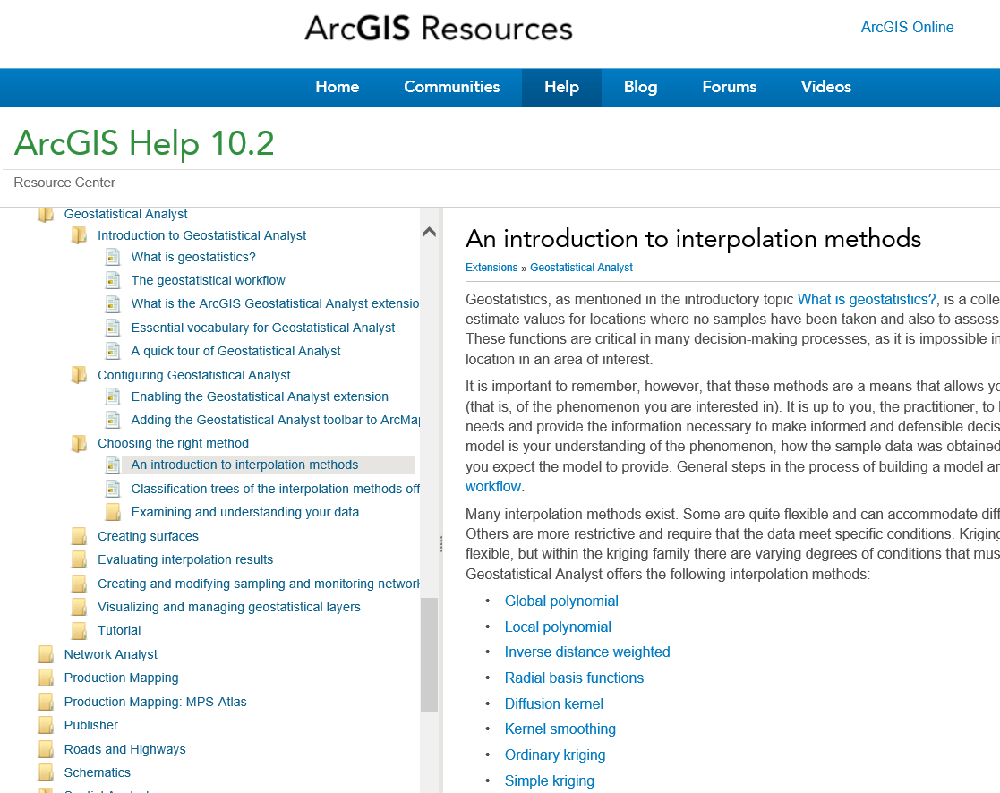 ArcGIS Resources
ArcGIS Online
Home Communities Help Blog Forums Videos
ArcGIS Help 10.2
Resource Center
Geostatistical Analyst
Introduction to Geostatistical Analyst
What is geostatistics?
The geostatistical workflow
What is the ArcGIS Geostatistical Analyst extensio
Essential vocabulary for Geostatistical Analyst
A quick tour of Geostatistical Analyst
Configuring Geostatistical Analyst
Enabling the Geostatistical Analyst extension
Adding the Geostatistical Analyst toolbar to ArcMap
Choosing the right method
An introduction to interpolation methods
Classification trees of the interpolation methods off
Examining and understanding your data
Creating surfaces
Evaluating interpolation results
Creating and modifying sampling and monitoring network
Visualizing and managing geostatistical layers
Tutorial
Network Analyst
Production Mapping
Production Mapping: MPS-Atlas
Publisher
Roads and Highways
Schematics
An introduction to interpolation methods
Extensions » Geostatistical Analyst
Geostatistics, as mentioned in the introductory topic What is geostatistics?, is a colle
estimate values for locations where no samples have been taken and also to assess
These functions are critical in many decision-making processes, as it is impossible in
location in an area of interest.
It is important to remember, however, that these methods are a means that allows yo
(that is, of the phenomenon you are interested in). It is up to you, the practitioner, to
needs and provide the information necessary to make informed and defensible decis
model is your understanding of the phenomenon, how the sample data was obtained
you expect the model to provide. General steps in the process of building a model ar
workflow.
Many interpolation methods exist. Some are quite flexible and can accommodate diff
Others are more restrictive and require that the data meet specific conditions. Kriging
flexible, but within the kriging family there are varying degrees of conditions that mus
Geostatistical Analyst offers the following interpolation methods:
• Global polynomial
• Local polynomial
• Inverse distance weighted
• Radial basis functions
• Diffusion kernel
• Kernel smoothing
• Ordinary kriging
• Simple kriging